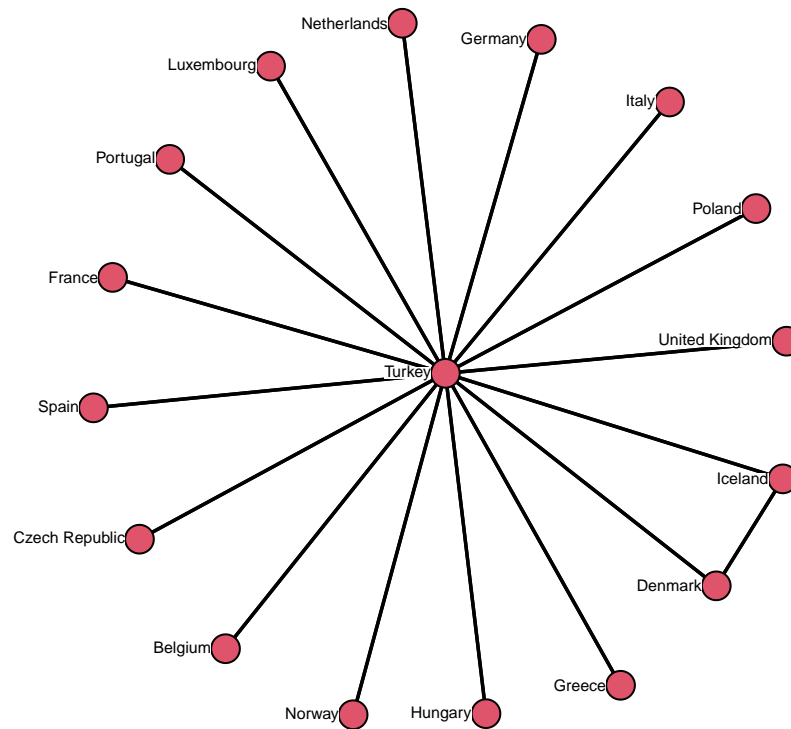 Netherlands
Germany
Luxembourg
Italy
Portugal
Poland
France
United Kingdom
Turkey
Spain
Iceland
Czech Republic
Denmark
Belgium
Greece
Norway
Hungary